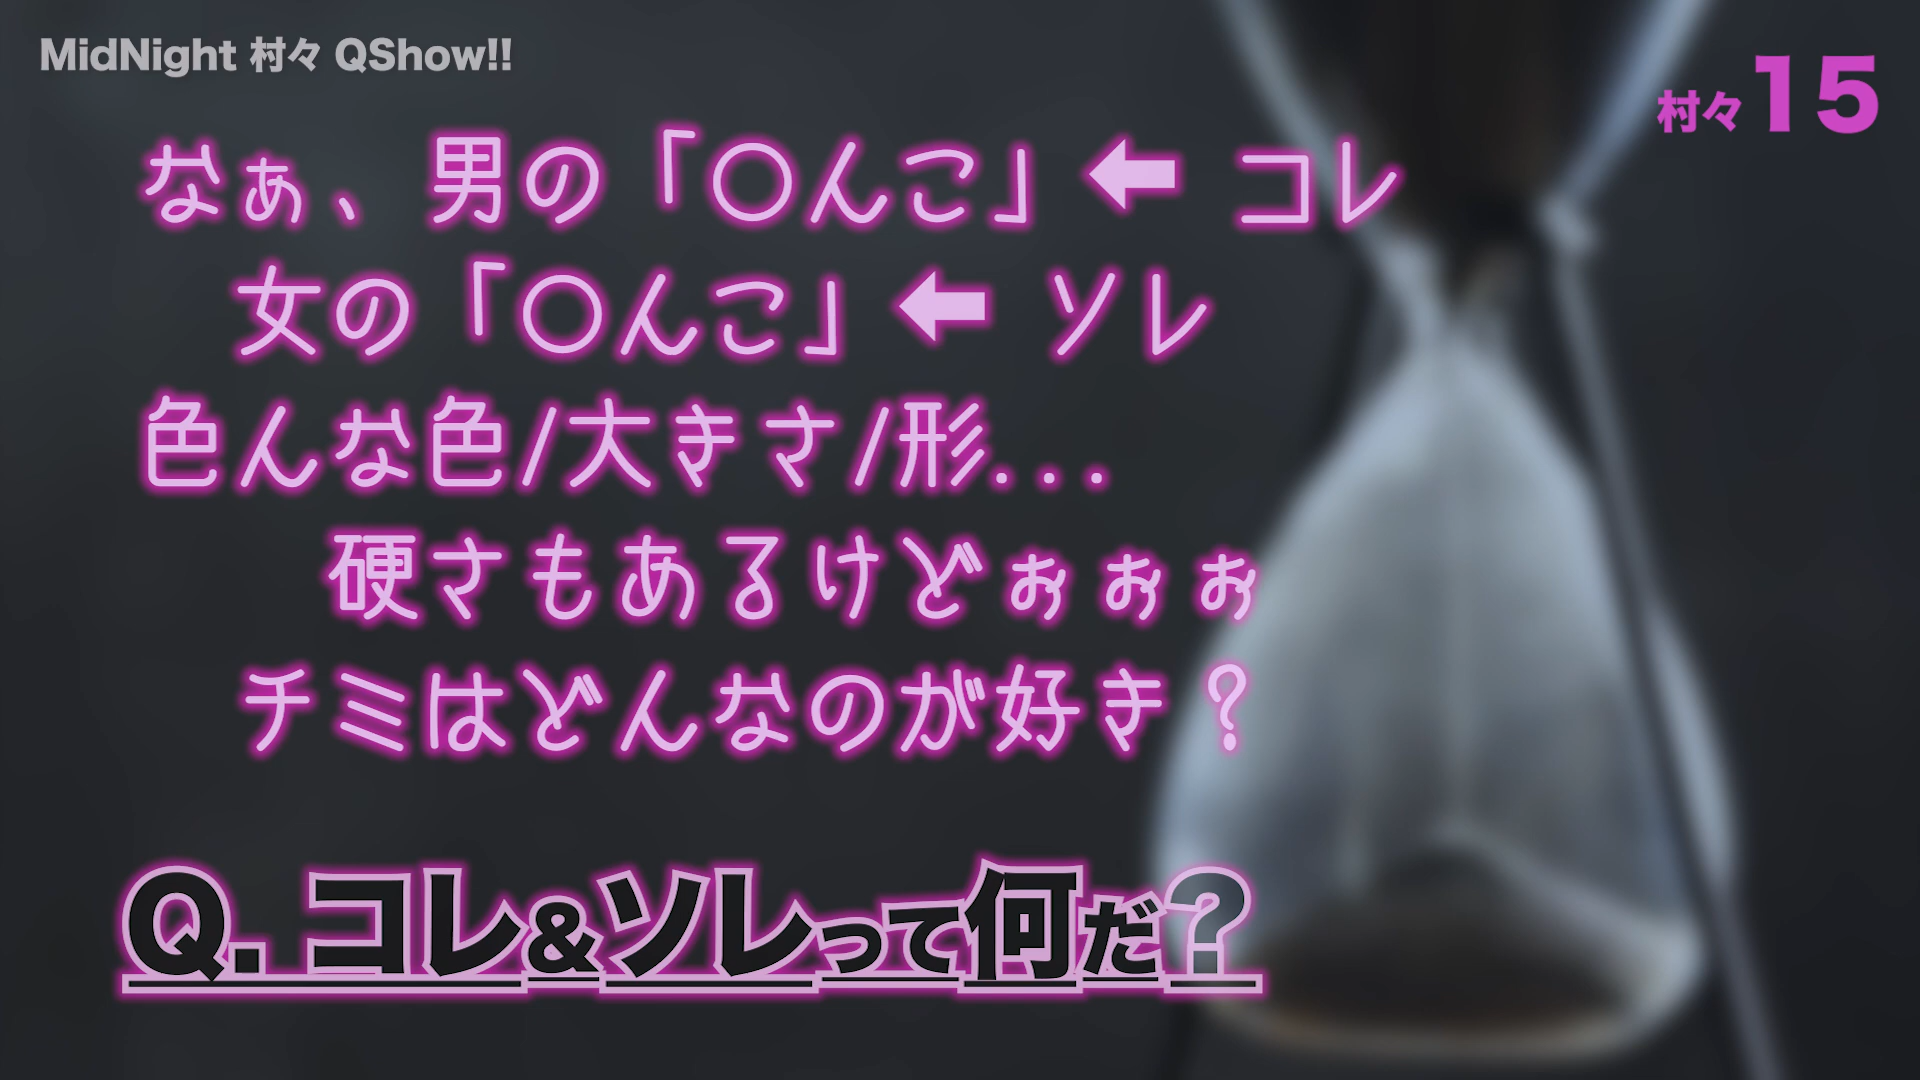 MidNight 村々 QShow!!
村々15
なぁ、男の「〇んこ」⬅ コレ
女の「〇んこ」⬅ ソレ
色んな色/大きさ/形...
硬さもあるけどぉぉぉ
チミはどんなのが好き？
Q. コレ&ソレって何だ？